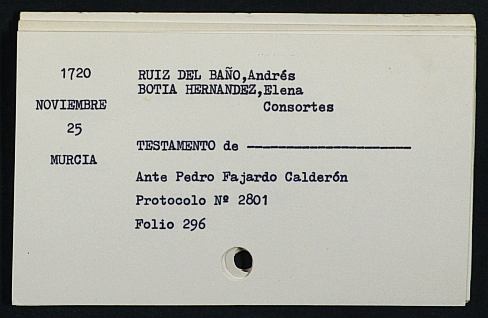 1720
NOVIEMBRE
25
MURCIA
RUIZ DEL BAÑO,Andrés
BOTIA HERNANDEZ,Elena
Consortes
TESTAMENTO de ---------------------
Ante Pedro Fajardo Calderón
Protocolo Nº 2801
Folio 296